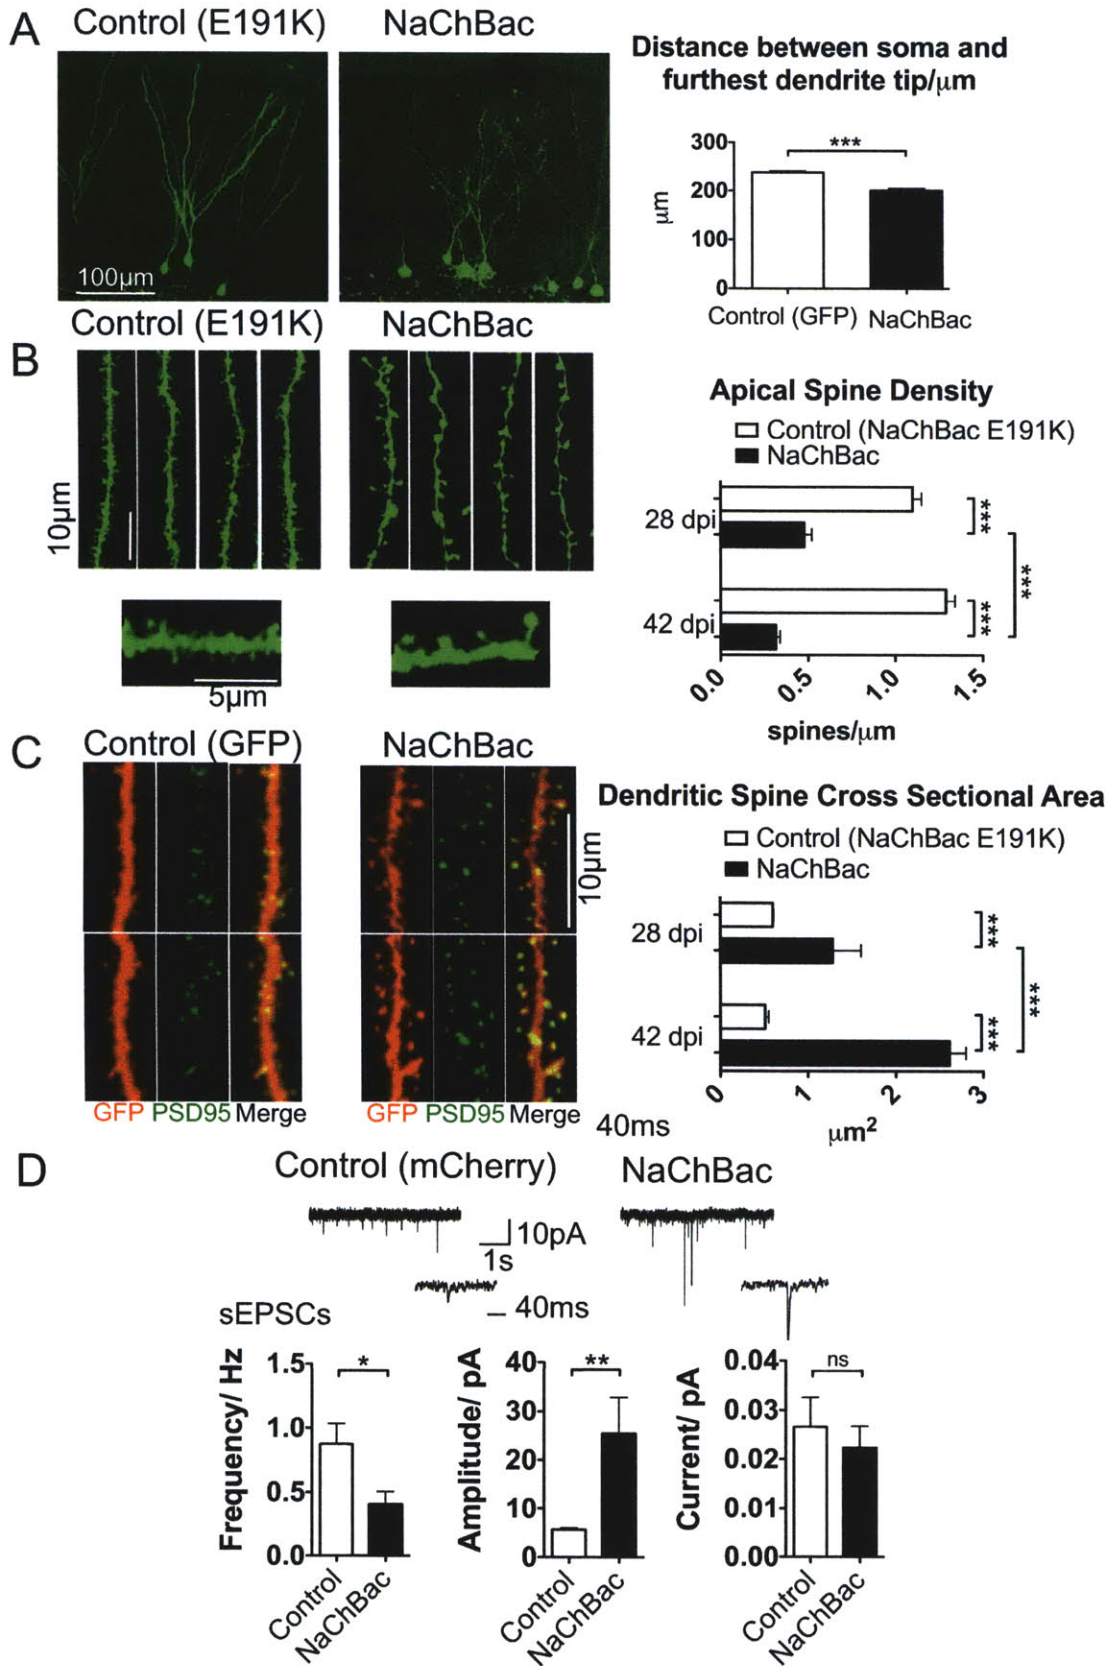 A
Control (E191K)
NaChBac
100μm
Distance between soma and
furthest dendrite tip/μm
300
200
100
0
μm
***
Control (GFP)
NaChBac
B
Control (E191K)
NaChBac
10μm
5μm
Apical Spine Density
Control (NaChBac E191K)
NaChBac
28 dpi
42 dpi
***
***
***
0.0
0.5
1.0
1.5
spines/μm
C
Control (GFP)
NaChBac
10μm
GFP PSD95 Merge
GFP PSD95 Merge
Dendritic Spine Cross Sectional Area
Control (NaChBac E191K)
NaChBac
28 dpi
42 dpi
***
***
***
0
1
2
3
μm²
40ms
D
Control (mCherry)
NaChBac
10pA
1s
40ms
sEPSCs
Frequency/ Hz
1.5
1.0
0.5
0.0
*
Control
NaChBac
Amplitude/ pA
40
30
20
10
0
**
Control
NaChBac
Current/ pA
0.04
0.03
0.02
0.01
0.00
ns
Control
NaChBac